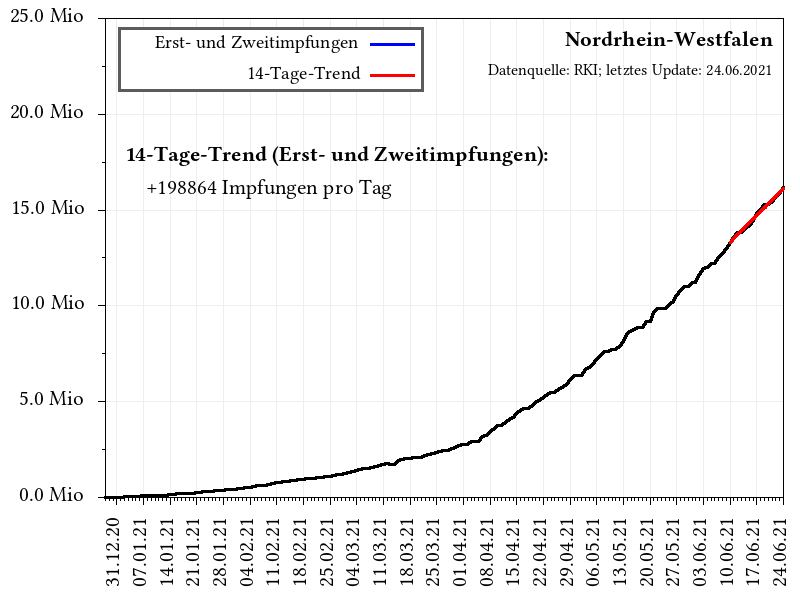 25.0 Mio
20.0 Mio
15.0 Mio
10.0 Mio
5.0 Mio
0.0 Mio
Erst- und Zweitimpfungen
14-Tage-Trend
Nordrhein-Westfalen
Datenquelle: RKI; letztes Update: 24.06.2021
14-Tage-Trend (Erst- und Zweitimpfungen):
+198864 Impfungen pro Tag
31.12.20
07.01.21
14.01.21
21.01.21
28.01.21
04.02.21
11.02.21
18.02.21
25.02.21
04.03.21
11.03.21
18.03.21
25.03.21
01.04.21
08.04.21
15.04.21
22.04.21
29.04.21
06.05.21
13.05.21
20.05.21
27.05.21
03.06.21
10.06.21
17.06.21
24.06.21